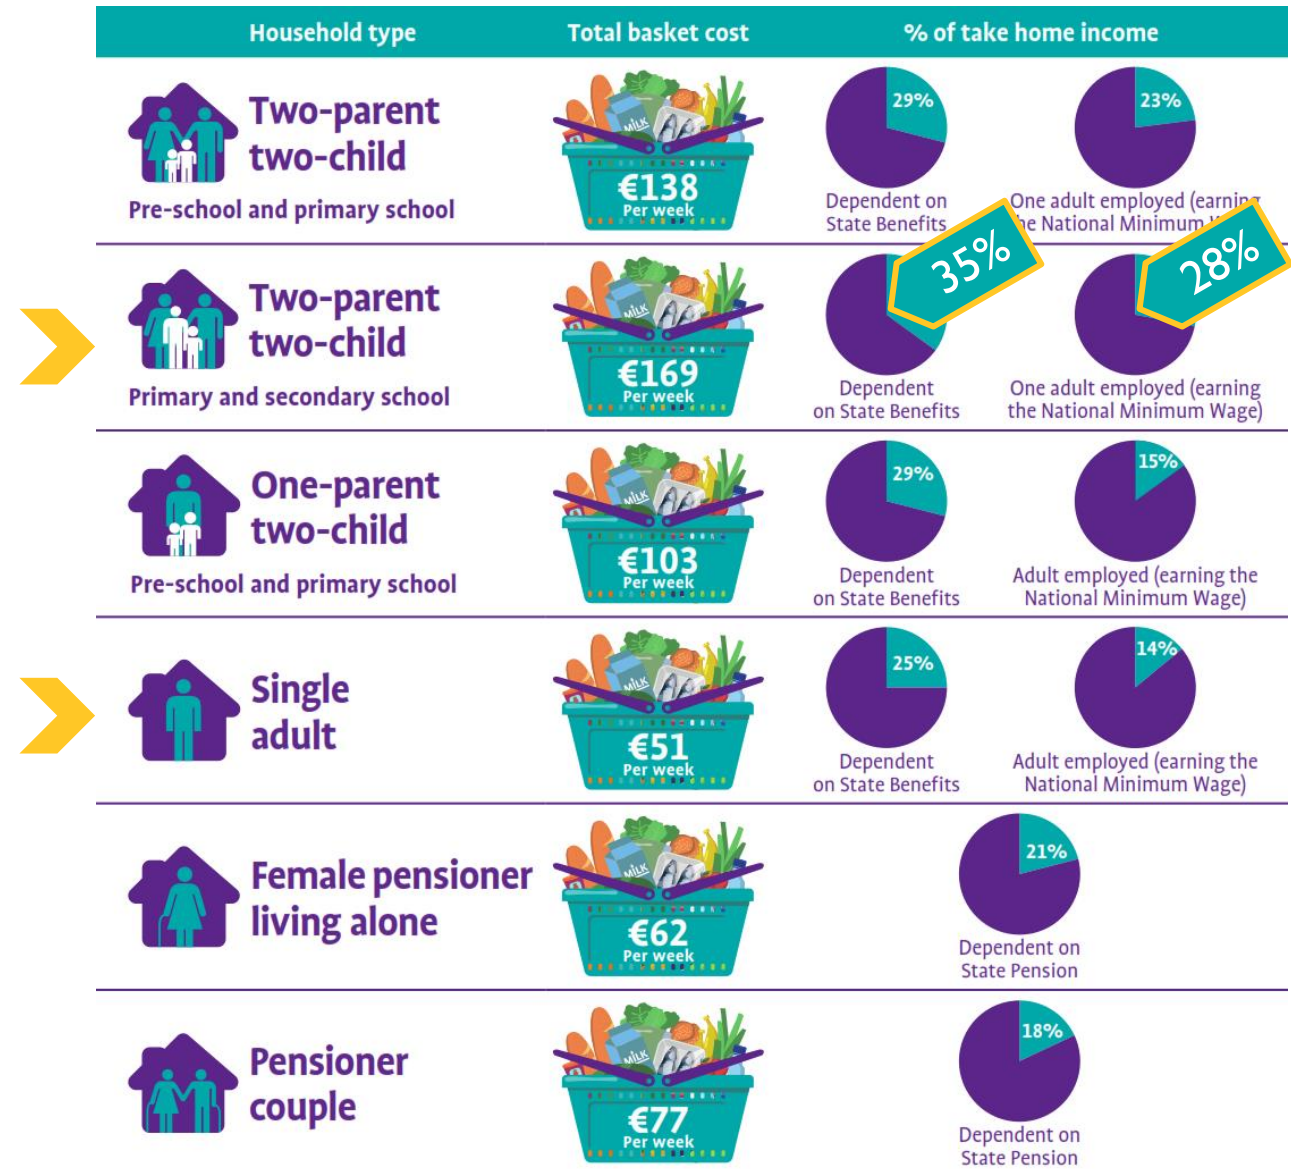 Household type Total basket cost % of take home income
Two-parent
two-child
Pre-school and primary school
MILK
€138
Per week
29%
Dependent on
State Benefits
23%
One adult employed (earning
the National Minimum
Two-parent
two-child
Primary and secondary school
MILK
€169
Per week
35%
Dependent
on State Benefits
28%
One adult employed (earning
the National Minimum Wage)
One-parent
two-child
Pre-school and primary school
MILK
€103
Per week
29%
Dependent
on State Benefits
15%
Adult employed (earning the
National Minimum Wage)
Single
adult
MILK
€51
Per week
25%
Dependent
on State Benefits
14%
Adult employed (earning the
National Minimum Wage)
Female pensioner
living alone
MILK
€62
Per week
21%
Dependent on
State Pension
Pensioner
couple
MILK
€77
Per week
18%
Dependent on
State Pension